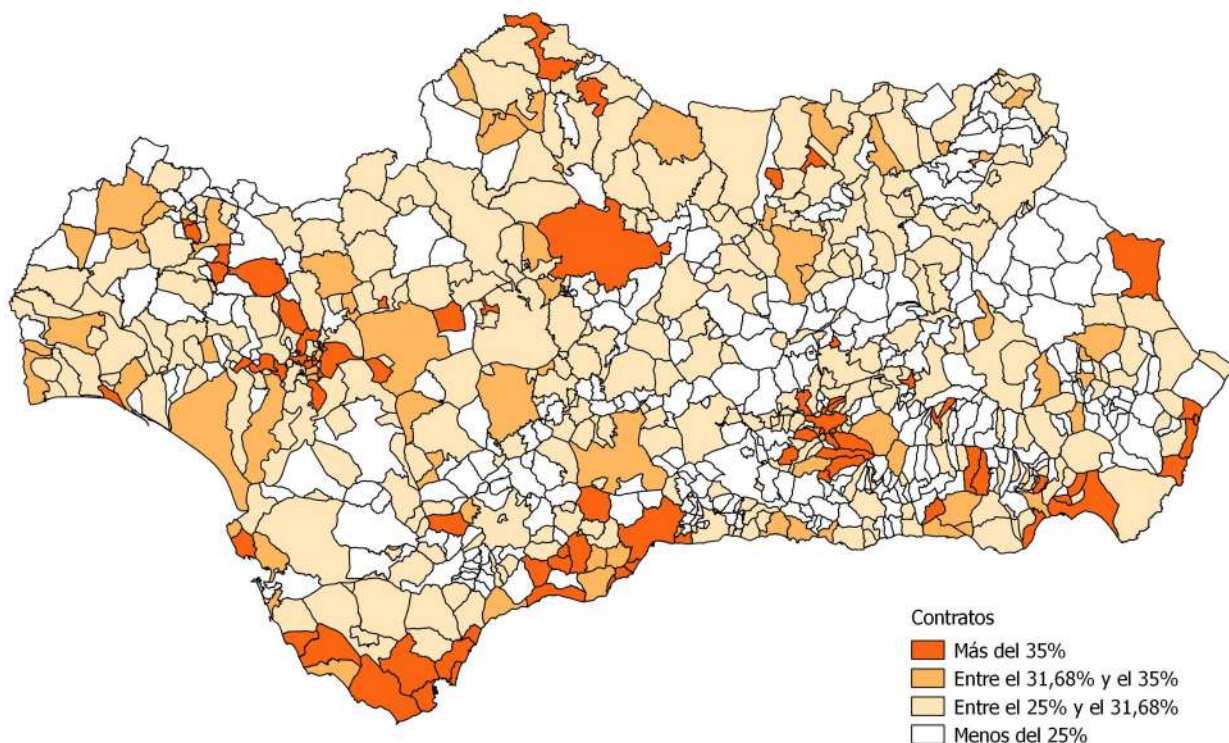 Contratos
Más del 35%
Entre el 31,68% y el 35%
Entre el 25% y el 31,68%
Menos del 25%